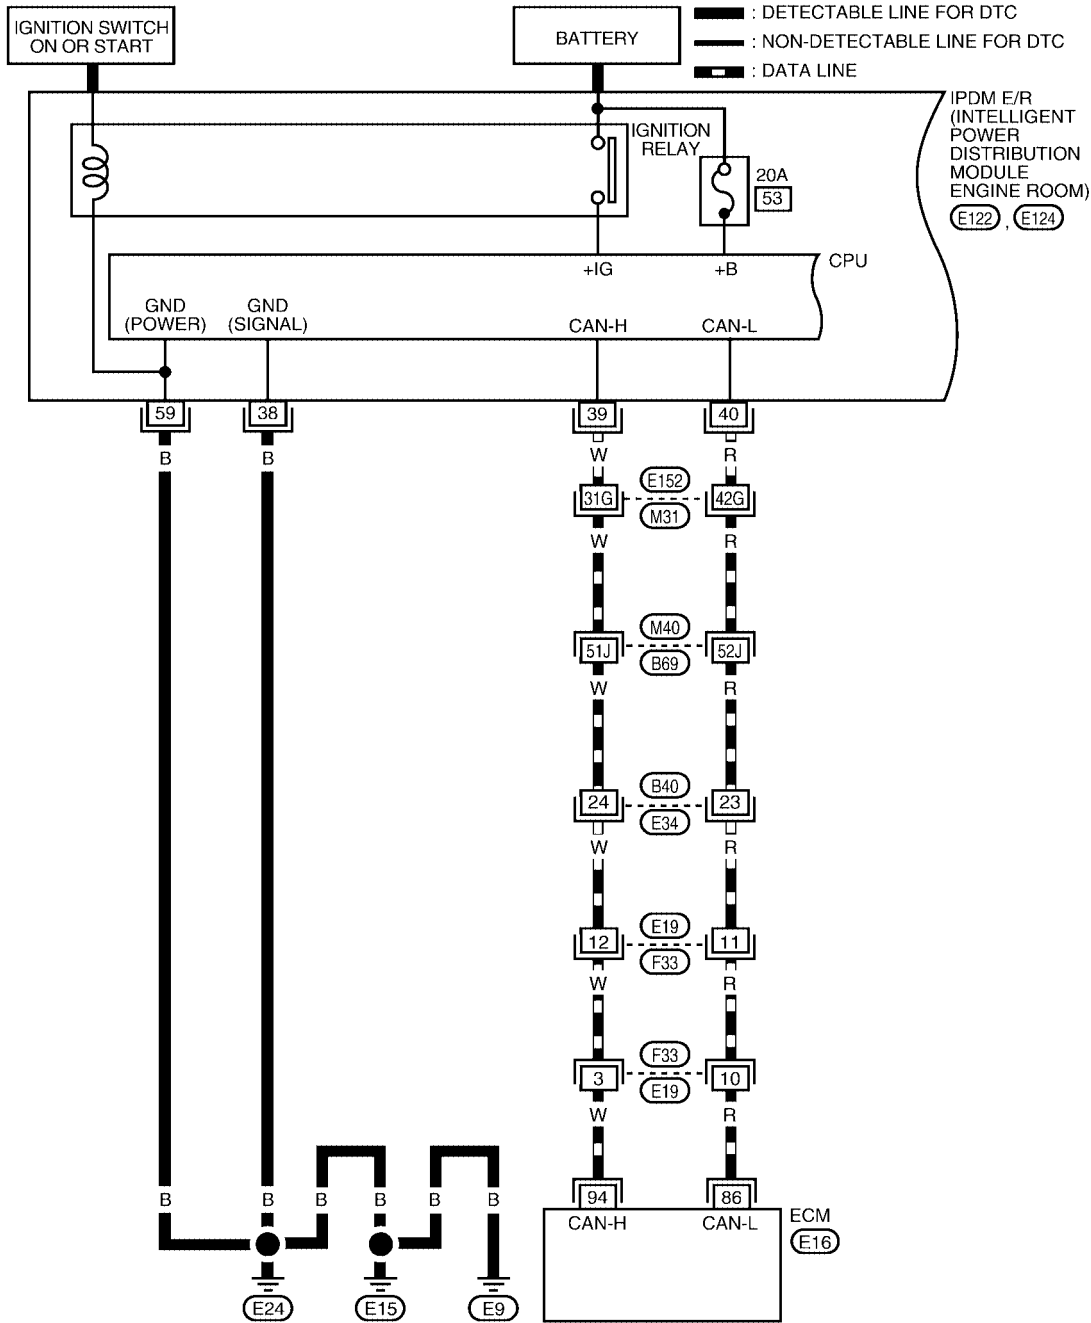 IGNITION SWITCH
ON OR START
BATTERY
: DETECTABLE LINE FOR DTC
: NON-DETECTABLE LINE FOR DTC
: DATA LINE
IPDM E/R
(INTELLIGENT
POWER
DISTRIBUTION
MODULE
ENGINE ROOM)
E122 , E124
IGNITION
RELAY
20A
53
CPU
+IG +B
GND
(POWER)
GND
(SIGNAL)
CAN-H CAN-L
59 38 39 40
B B W R
E152
31G 42G
M31
W R
M40
51J 52J
B69
W R
B40
24 23
E34
W R
E19
12 11
F33
W R
F33
3 10
E19
W R
B B B B B B
94 86
CAN-H CAN-L
ECM
E16
E24 E15 E9